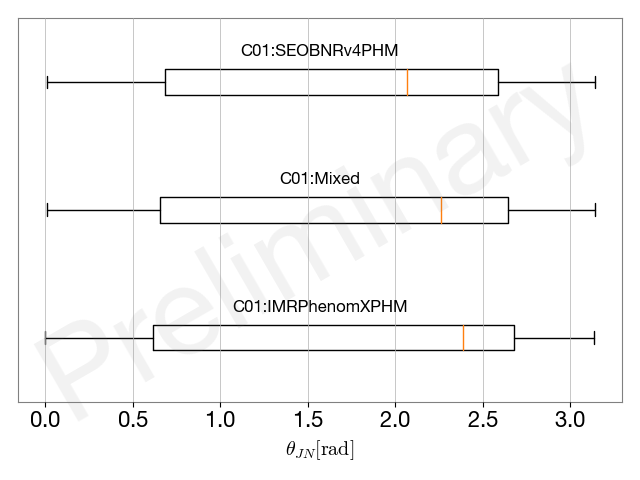 C01:SEOBNRv4PHM
C01:Mixed
C01:IMRPhenomXPHM
Preliminary
0.0 0.5 1.0 1.5 2.0 2.5 3.0
θ_JN[rad]